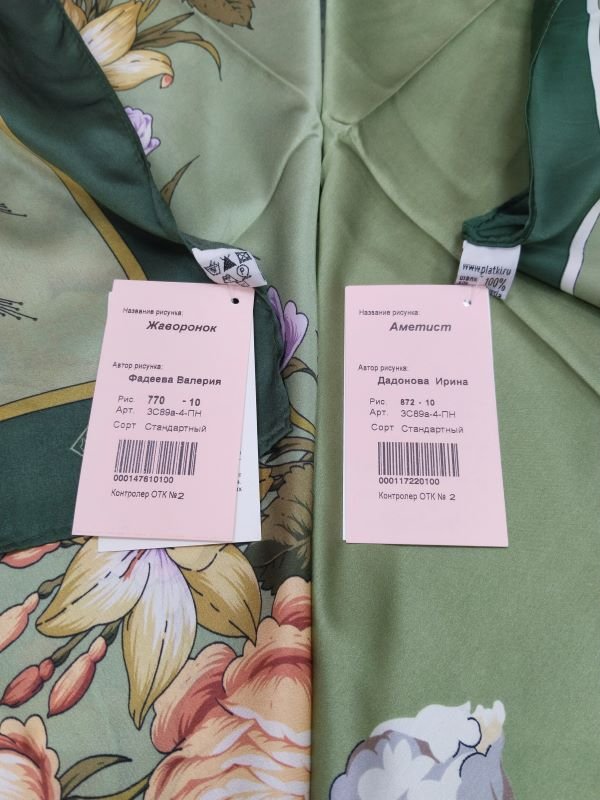 Название рисунка:
Жаворонок
Автор рисунка:
Фадеева Валерия
Рис. 770 - 10
Арт. 3С89а-4-ПН
Сорт Стандартный
000147610100
Контролер ОТК № 2
www.platki.ru
100%
Название рисунка:
Аметист
Автор рисунка:
Дадонова Ирина
Рис. 872 - 10
Арт. 3С89а-4-ПН
Сорт Стандартный
000117220100
Контролер ОТК № 2